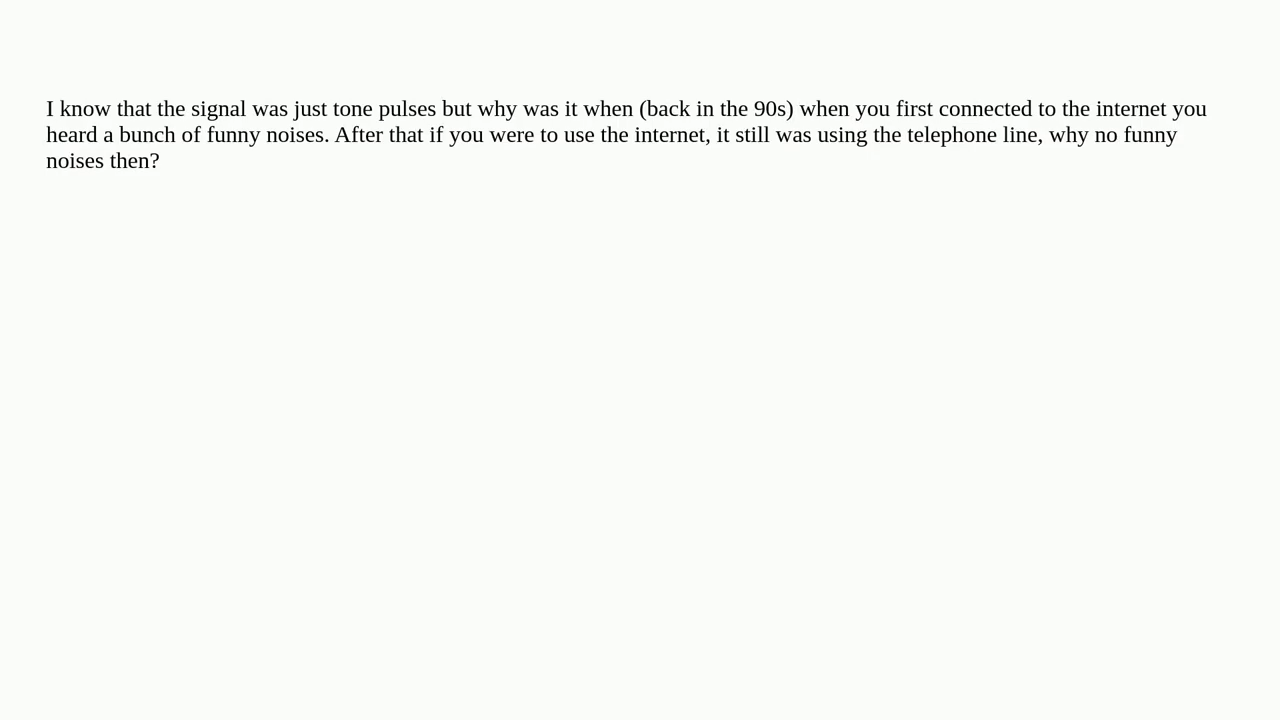 I know that the signal was just tone pulses but why was it when (back in the 90s) when you first connected to the internet you
heard a bunch of funny noises. After that if you were to use the internet, it still was using the telephone line, why no funny
noises then?